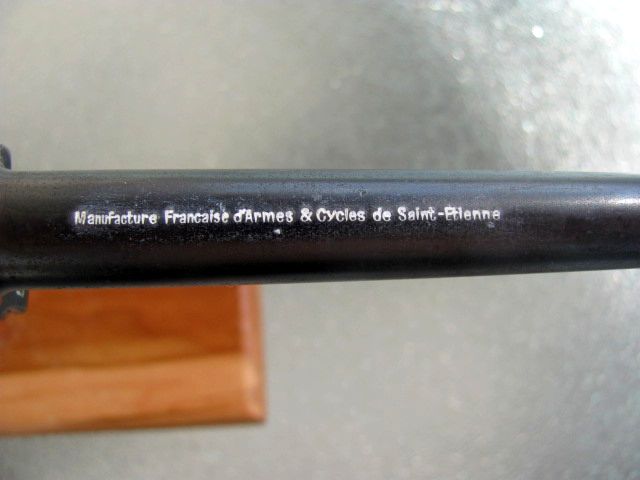 Manufacture Francaise d'Armes & Cycles de Saint-Etienne